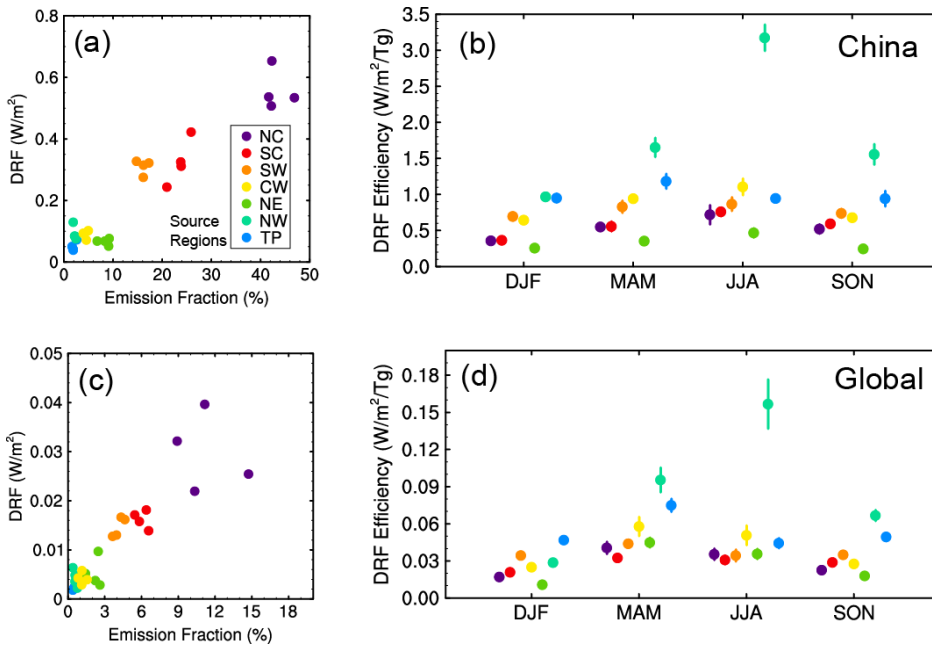 (a)
DRF (W/m²)
0.8
0.6
0.4
0.2
0
0 10 20 30 40 50
Emission Fraction (%)
Source
Regions
NC
SC
SW
CW
NE
NW
TP
(b)
China
DRF Efficiency (W/m²/Tg)
3.5
3.0
2.5
2.0
1.5
1.0
0.5
0.0
DJF MAM JJA SON
(c)
DRF (W/m²)
0.05
0.04
0.03
0.02
0.01
0
0 3 6 9 12 15 18
Emission Fraction (%)
(d)
Global
DRF Efficiency (W/m²/Tg)
0.18
0.15
0.12
0.09
0.06
0.03
0.00
DJF MAM JJA SON